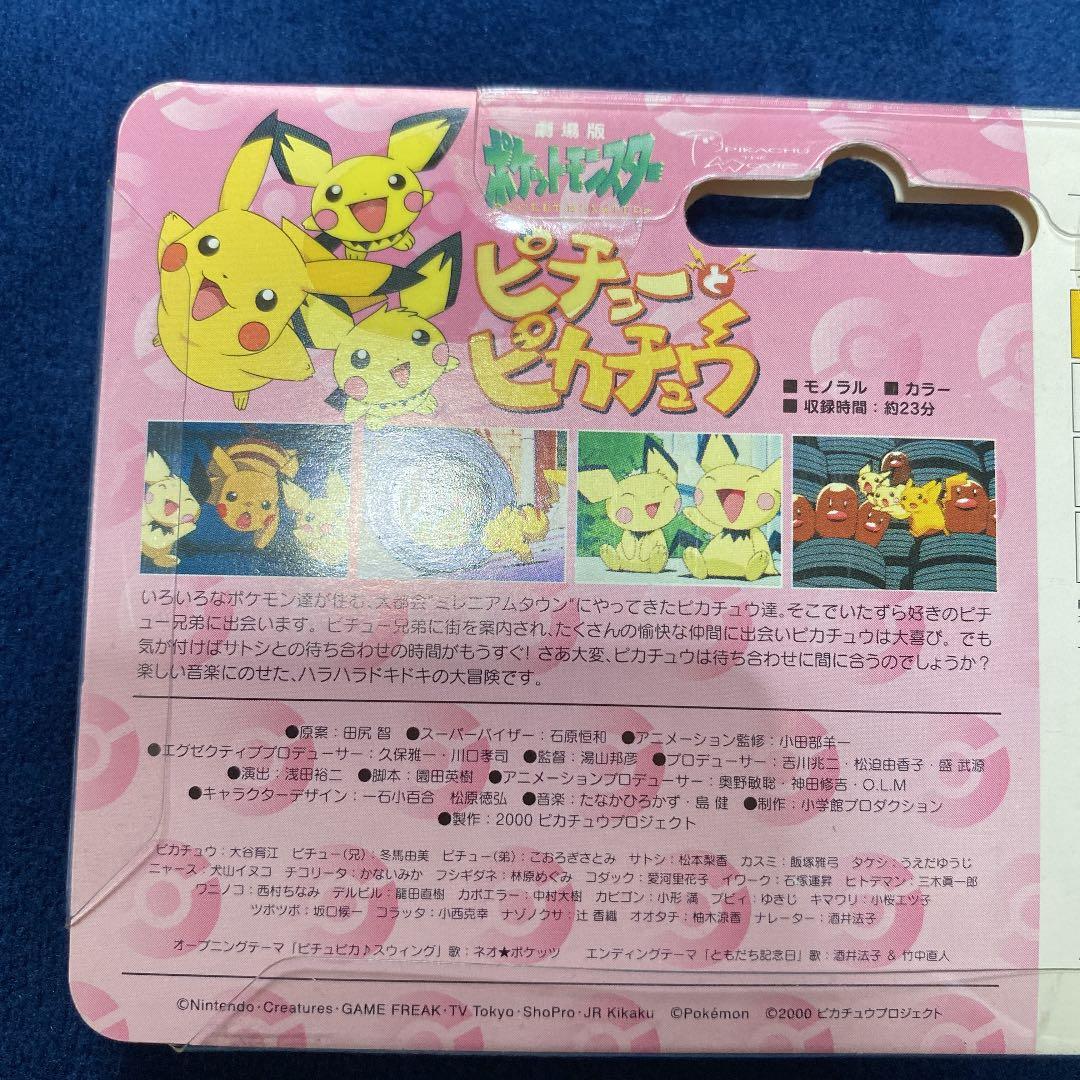 劇場版
ポケットモンスター
PIKACHU
THE
MOVIE
ピチューと
ピカチュウ
■ モノラル ■ カラー
■ 収録時間：約23分
いろいろなポケモン達が住む、大都会"ミレニアムタウン"にやってきたピカチュウ達。そこでいたずら好きのピチ
ュー兄弟に出会います。ピチュー兄弟に街を案内され、たくさんの愉快な仲間に出会いピカチュウは大喜び。でも
気が付けばサトシとの待ち合わせの時間がもうすぐ！さあ大変、ピカチュウは待ち合わせに間に合うのでしょうか？
楽しい音楽にのせた、ハラハラドキドキの大冒険です。
●原案：田尻 智 ●スーパーバイザー：石原恒和 ●アニメーション監修：小田部羊一
●エグゼクティブプロデューサー：久保雅一・川口孝司 ●監督：湯山邦彦 ●プロデューサー：吉川兆二・松迫由香子・盛 武源
●演出：浅田裕二 ●脚本：園田英樹 ●アニメーションプロデューサー：奥野敏聡・神田修吉・O.L.M
●キャラクターデザイン：一石小百合 松原徳弘 ●音楽：たなかひろかず・島 健 ●制作：小学館プロダクション
●製作：2000 ピカチュウプロジェクト
ピカチュウ：大谷育江 ピチュー（兄）：冬馬由美 ピチュー（弟）：こおろぎさとみ サトシ：松本梨香 カスミ：飯塚雅弓 タケシ：うえだゆうじ
ニャース：犬山イヌコ チコリータ：かないみか フシギダネ：林原めぐみ コダック：愛河里花子 イワーク：石塚運昇 ヒトデマン：三木眞一郎
ワニノコ：西村ちなみ デルビル：龍田直樹 カポエラー：中村大樹 カビゴン：小形 満 ブビィ：ゆきじ キマワリ：小桜エツ子
ツボツボ：坂口候一 コラッタ：小西克幸 ナゾノクサ：辻 香織 オオタチ：柚木涼香 ナレーター：酒井法子
オープニングテーマ「ピチュピカ♪スウィング」歌：ネオ★ポケッツ エンディングテーマ「ともだち記念日」歌：酒井法子 & 竹中直人
©Nintendo・Creatures・GAME FREAK・TV Tokyo・ShoPro・JR Kikaku ©Pokémon ©2000 ピカチュウプロジェクト